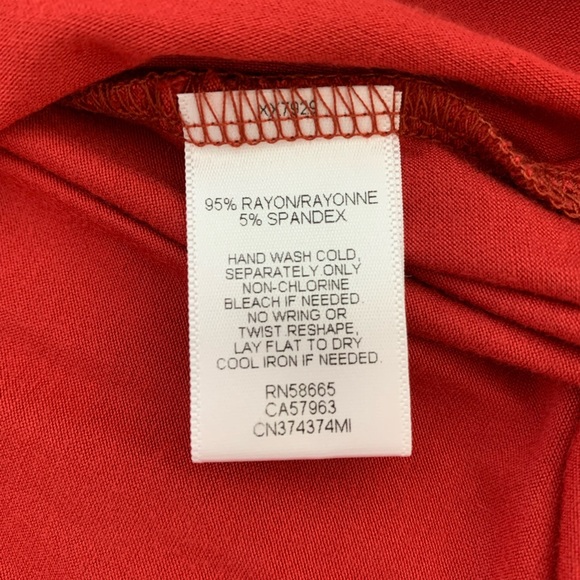 XX7929
95% RAYON/RAYONNE
5% SPANDEX
HAND WASH COLD,
SEPARATELY ONLY
NON-CHLORINE
BLEACH IF NEEDED.
NO WRING OR
TWIST.RESHAPE,
LAY FLAT TO DRY
COOL IRON IF NEEDED.
RN58665
CA57963
CN374374MI